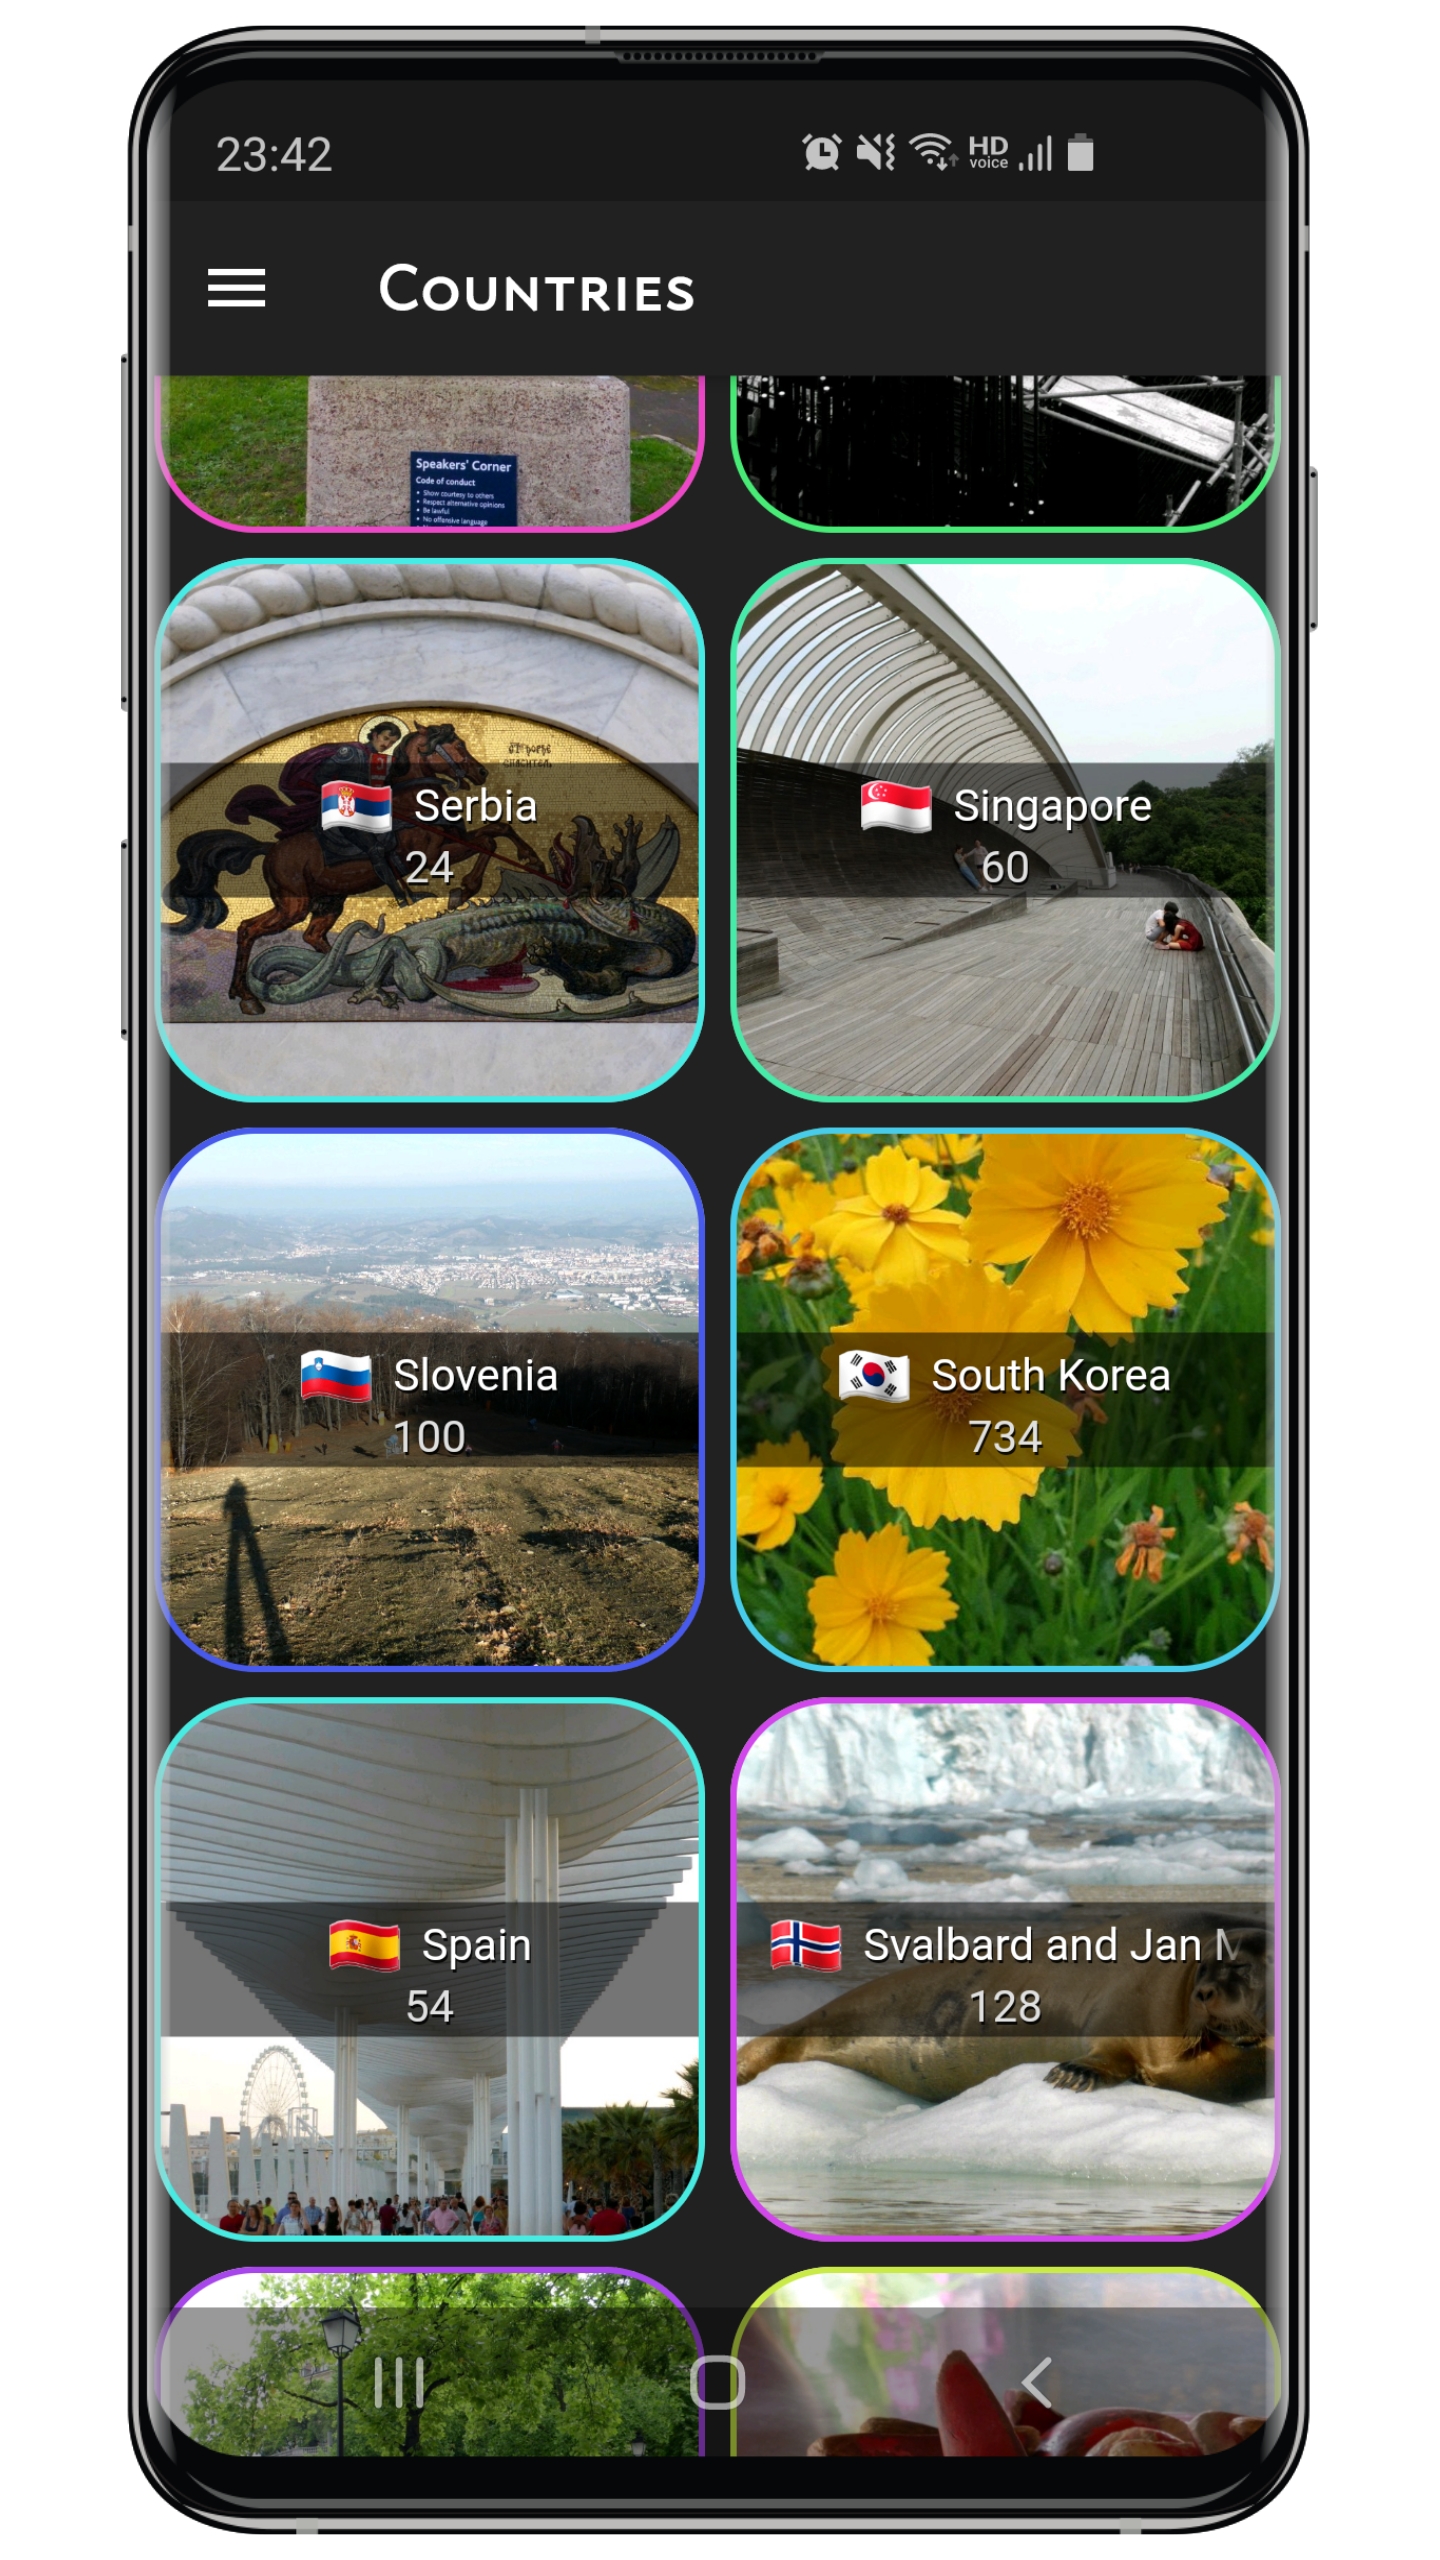 23:42
HD
voice
Countries
Speakers' Corner
Code of conduct
• Show courtesy to others
• Respect alternative opinions
• Be lawful
• No offensive language
Serbia
24
Singapore
60
Slovenia
100
South Korea
734
Spain
54
Svalbard and Jan M
128